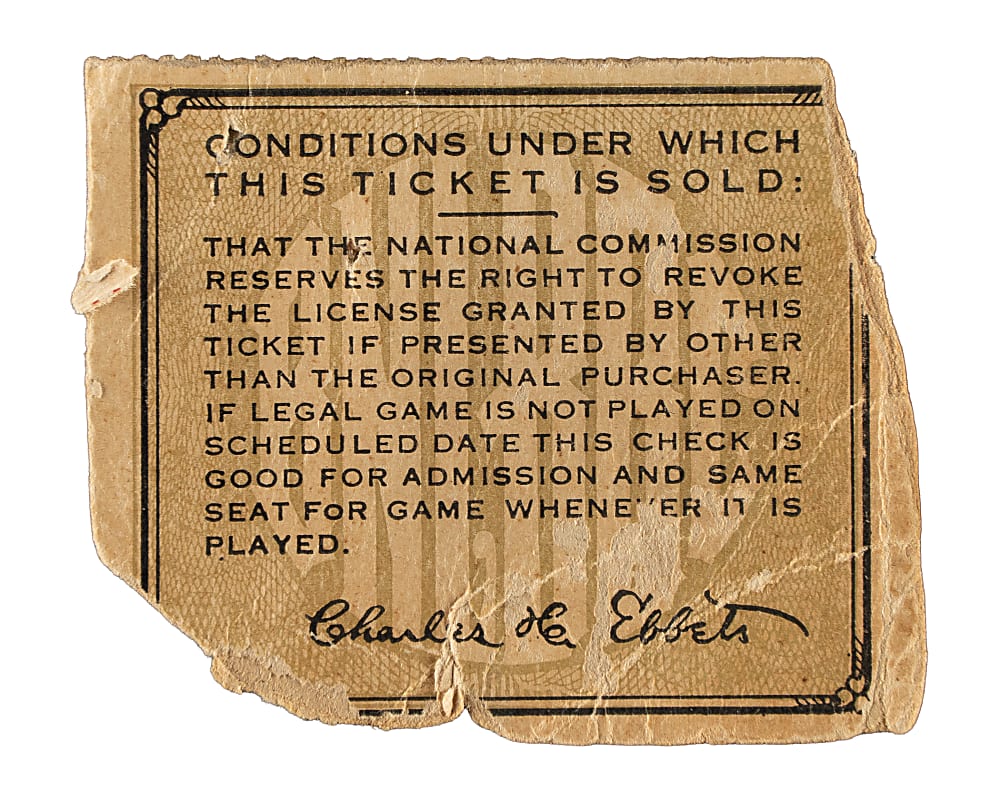 CONDITIONS UNDER WHICH
THIS TICKET IS SOLD:
THAT THE NATIONAL COMMISSION
RESERVES THE RIGHT TO REVOKE
THE LICENSE GRANTED BY THIS
TICKET IF PRESENTED BY OTHER
THAN THE ORIGINAL PURCHASER.
IF LEGAL GAME IS NOT PLAYED ON
SCHEDULED DATE THIS CHECK IS
GOOD FOR ADMISSION AND SAME
SEAT FOR GAME WHENEVER IT IS
PLAYED.
Charles H. Ebbets